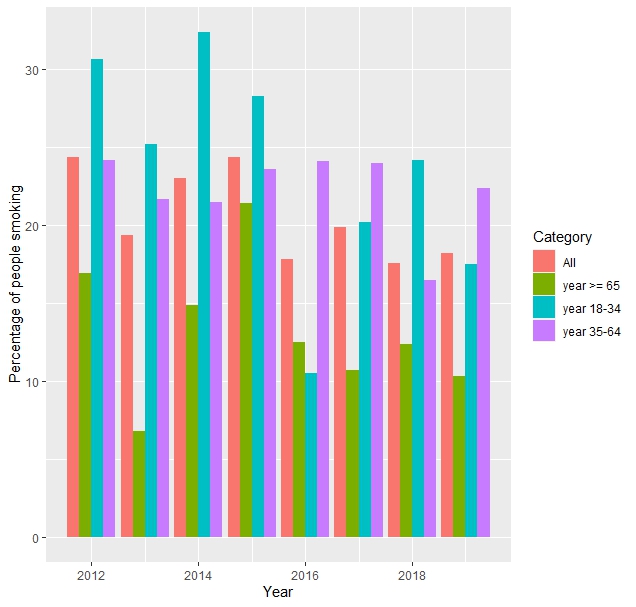 Percentage of people smoking
30
20
10
0
2012 2014 2016 2018
Year
Category
All
year >= 65
year 18-34
year 35-64